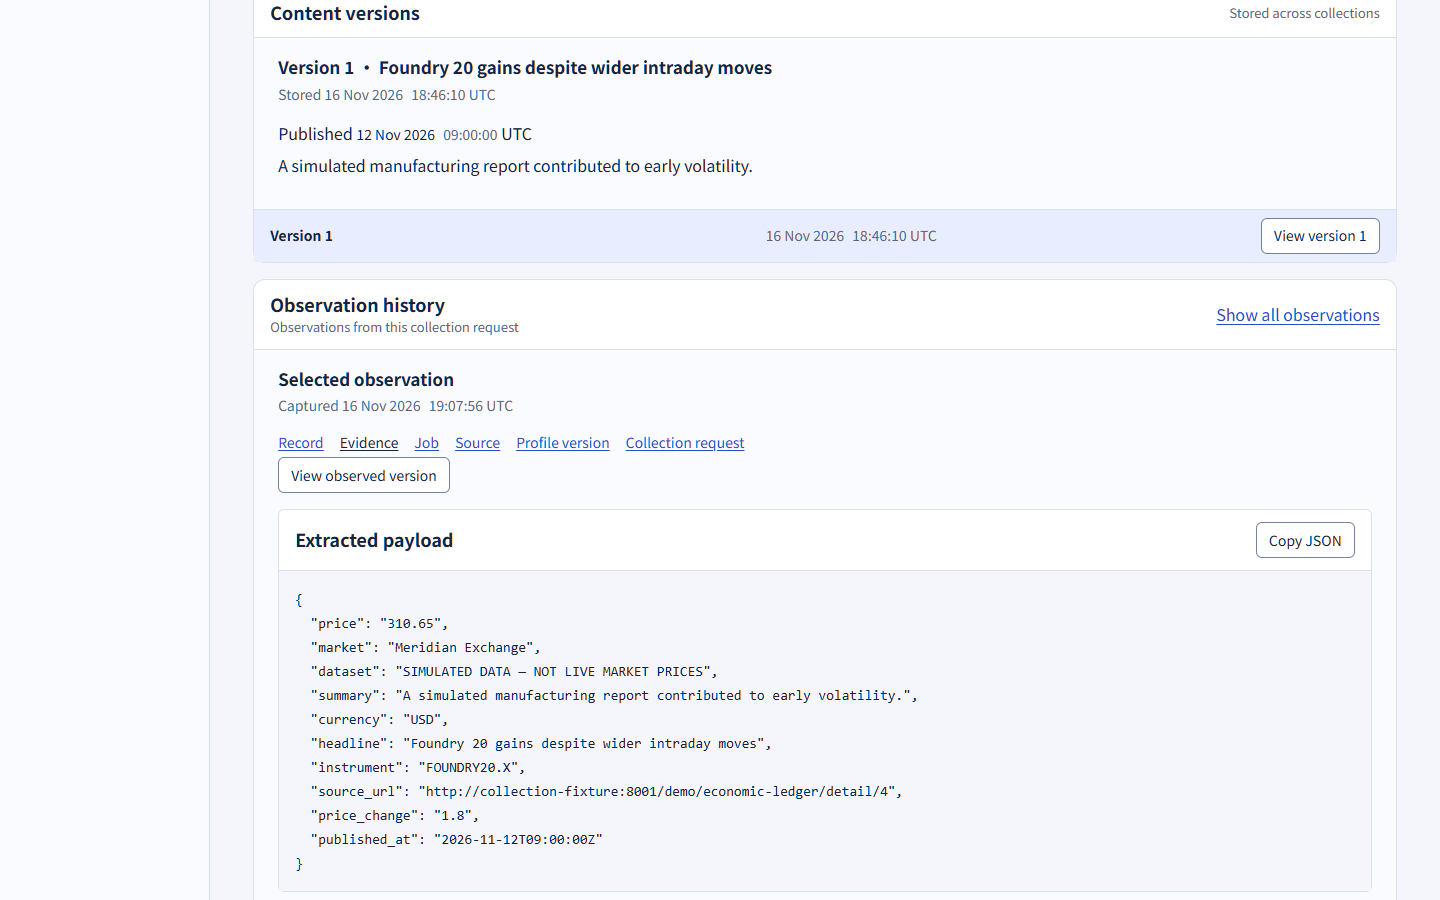 Content versions
Stored across collections
Version 1 • Foundry 20 gains despite wider intraday moves
Stored 16 Nov 2026 18:46:10 UTC
Published 12 Nov 2026 09:00:00 UTC
A simulated manufacturing report contributed to early volatility.
Version 1
16 Nov 2026 18:46:10 UTC
View version 1
Observation history
Observations from this collection request
Show all observations
Selected observation
Captured 16 Nov 2026 19:07:56 UTC
Record Evidence Job Source Profile version Collection request
View observed version
Extracted payload
Copy JSON
{
"price": "310.65",
"market": "Meridian Exchange",
"dataset": "SIMULATED DATA — NOT LIVE MARKET PRICES",
"summary": "A simulated manufacturing report contributed to early volatility.",
"currency": "USD",
"headline": "Foundry 20 gains despite wider intraday moves",
"instrument": "FOUNDRY20.X",
"source_url": "http://collection-fixture:8001/demo/economic-ledger/detail/4",
"price_change": "1.8",
"published_at": "2026-11-12T09:00:00Z"
}